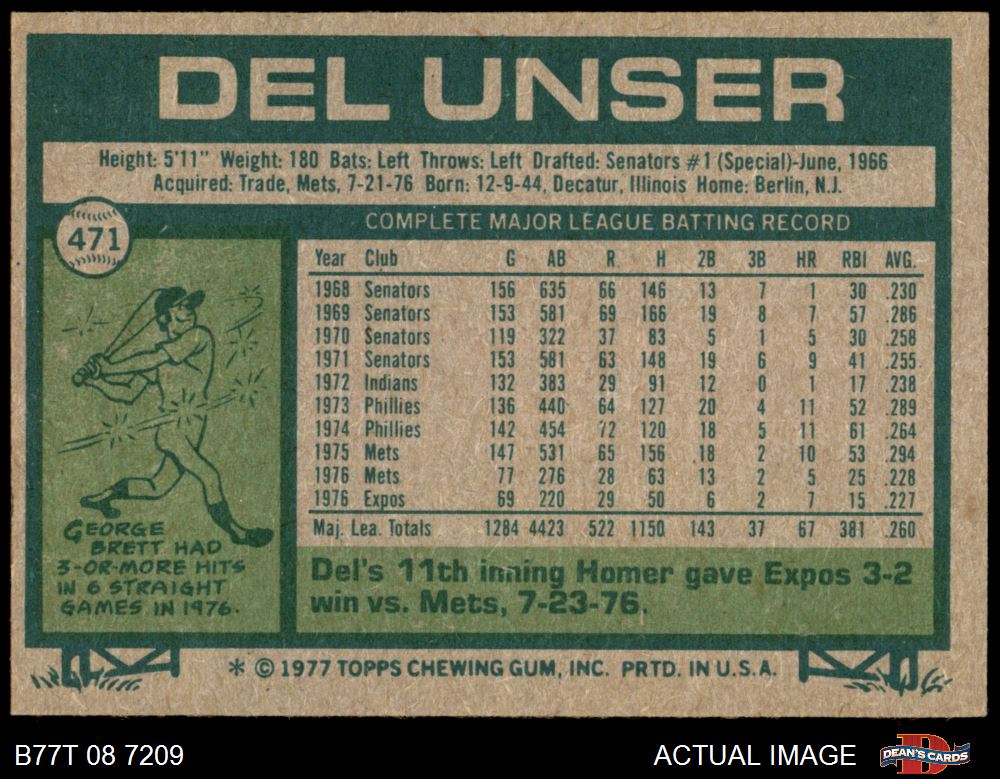 DEL UNSER
Height: 5'11" Weight: 180 Bats: Left Throws: Left Drafted: Senators #1 (Special)-June, 1966
Acquired: Trade, Mets, 7-21-76 Born: 12-9-44, Decatur, Illinois Home: Berlin, N.J.
471
COMPLETE MAJOR LEAGUE BATTING RECORD
Year Club G AB R H 2B 3B HR RBI AVG.
1968 Senators 156 635 66 146 13 7 1 30 .230
1969 Senators 153 581 69 166 19 8 7 57 .286
1970 Senators 119 322 37 83 5 1 5 30 .258
1971 Senators 153 581 63 148 19 6 9 41 .255
1972 Indians 132 383 29 91 12 0 1 17 .238
1973 Phillies 136 440 64 127 20 4 11 52 .289
1974 Phillies 142 454 72 120 18 5 11 61 .264
1975 Mets 147 531 65 156 18 2 10 53 .294
1976 Mets 77 276 28 63 13 2 5 25 .228
1976 Expos 69 220 29 50 6 2 7 15 .227
Maj. Lea. Totals 1284 4423 522 1150 143 37 67 381 .260
GEORGE
BRETT HAD
3-OR-MORE HITS
IN 6 STRAIGHT
GAMES IN 1976.
Del's 11th inning Homer gave Expos 3-2
win vs. Mets, 7-23-76.
* © 1977 TOPPS CHEWING GUM, INC. PRTD. IN U.S.A.
B77T 08 7209
ACTUAL IMAGE
D
DEAN'S CARDS